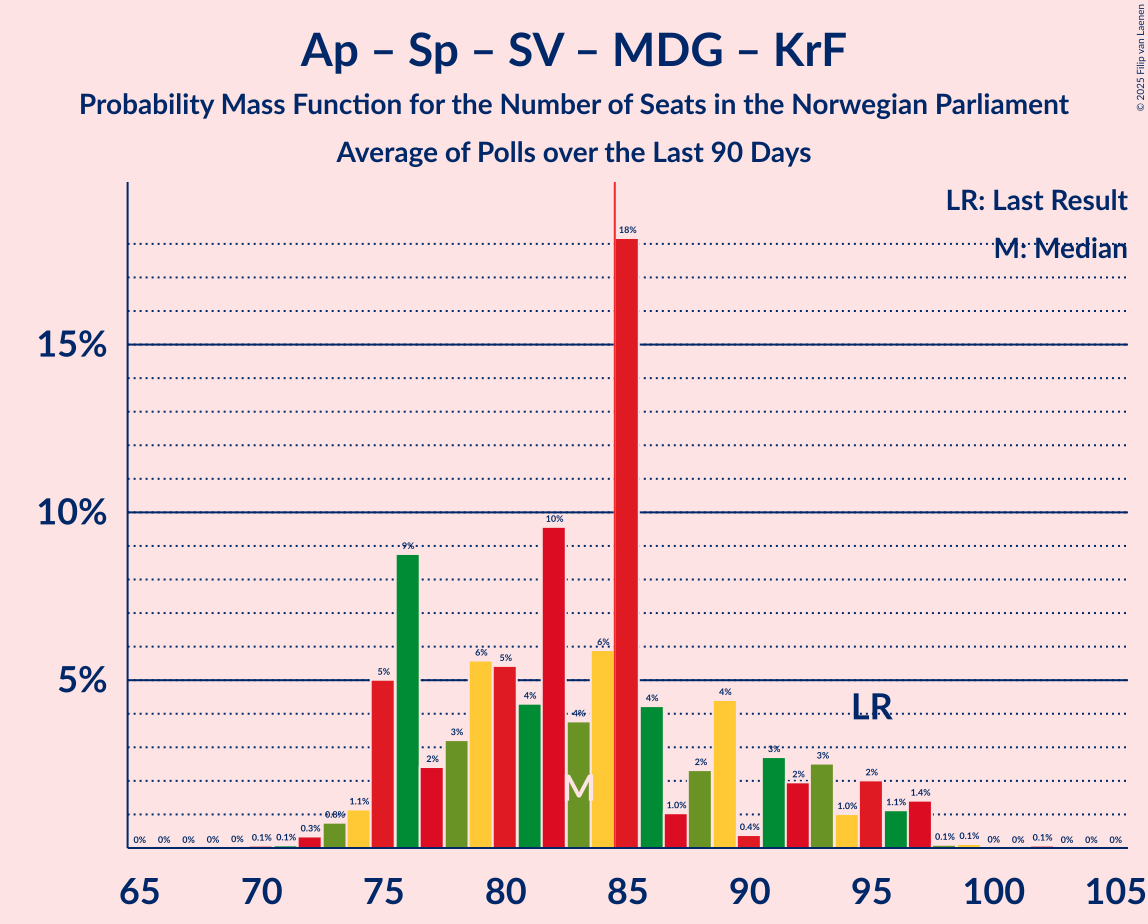 Ap – Sp – SV – MDG – KrF
Probability Mass Function for the Number of Seats in the Norwegian Parliament
Average of Polls over the Last 90 Days
© 2025 Filip van Laenen
LR: Last Result
M: Median
15%
10%
5%
0% 0% 0% 0% 0% 0.1% 0.1% 0.3% 0.8% 1.1% 5% 9% 2% 3% 6% 5% 4% 10% 4% 6% 18% 4% 1.0% 2% 4% 0.4% 3% 2% 3% 1.0% 2% 1.1% 1.4% 0.1% 0.1% 0% 0% 0.1% 0% 0% 0%
LR
M
65 70 75 80 85 90 95 100 105